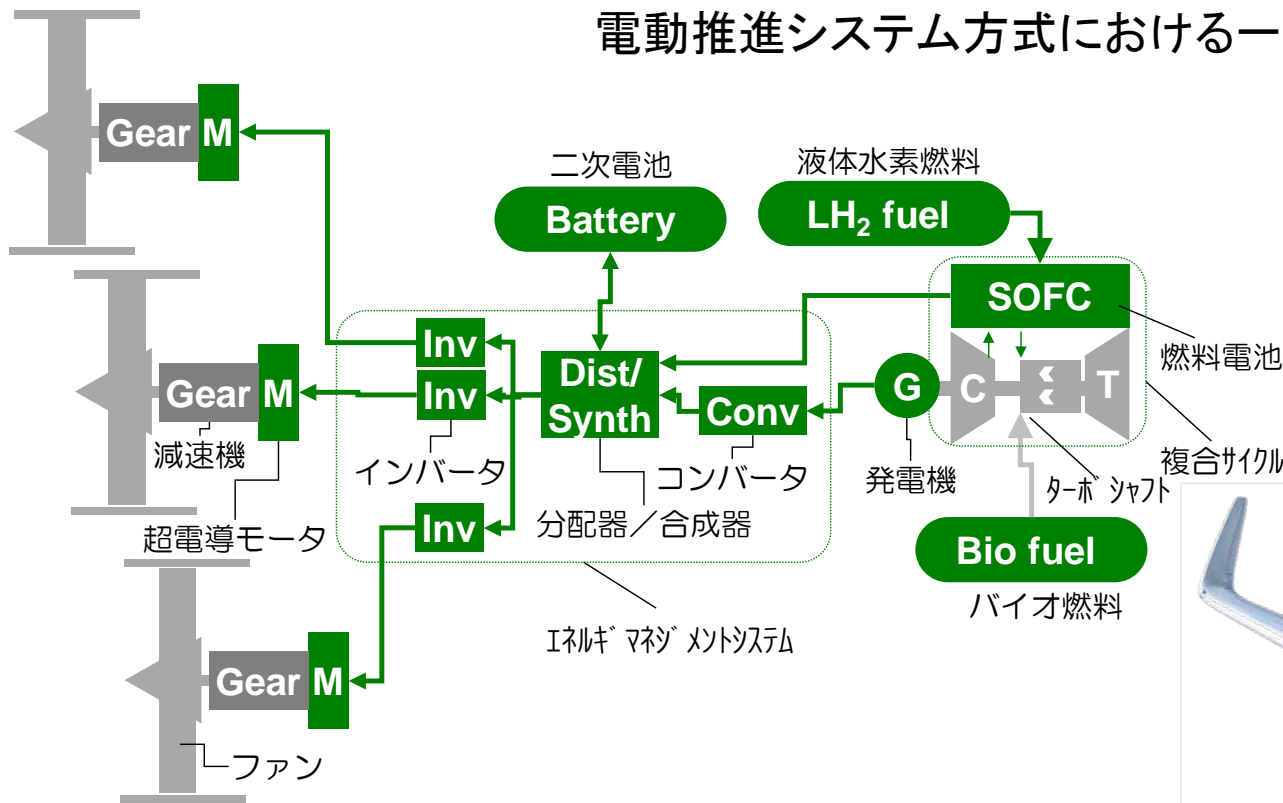 電動推進システム方式における一
Gear M
二次電池
Battery
液体水素燃料
LH₂ fuel
SOFC
燃料電池
Inv
Gear M
Inv
Dist/
Synth
Conv
G
C
T
減速機
インバータ
コンバータ
発電機
ﾀｰﾎﾞｼｬﾌﾄ
複合ｻｲｸﾙ
超電導モータ
Inv
分配器／合成器
Bio fuel
バイオ燃料
ｴﾈﾙｷﾞﾏﾈｼﾞﾒﾝﾄｼｽﾃﾑ
Gear M
ファン